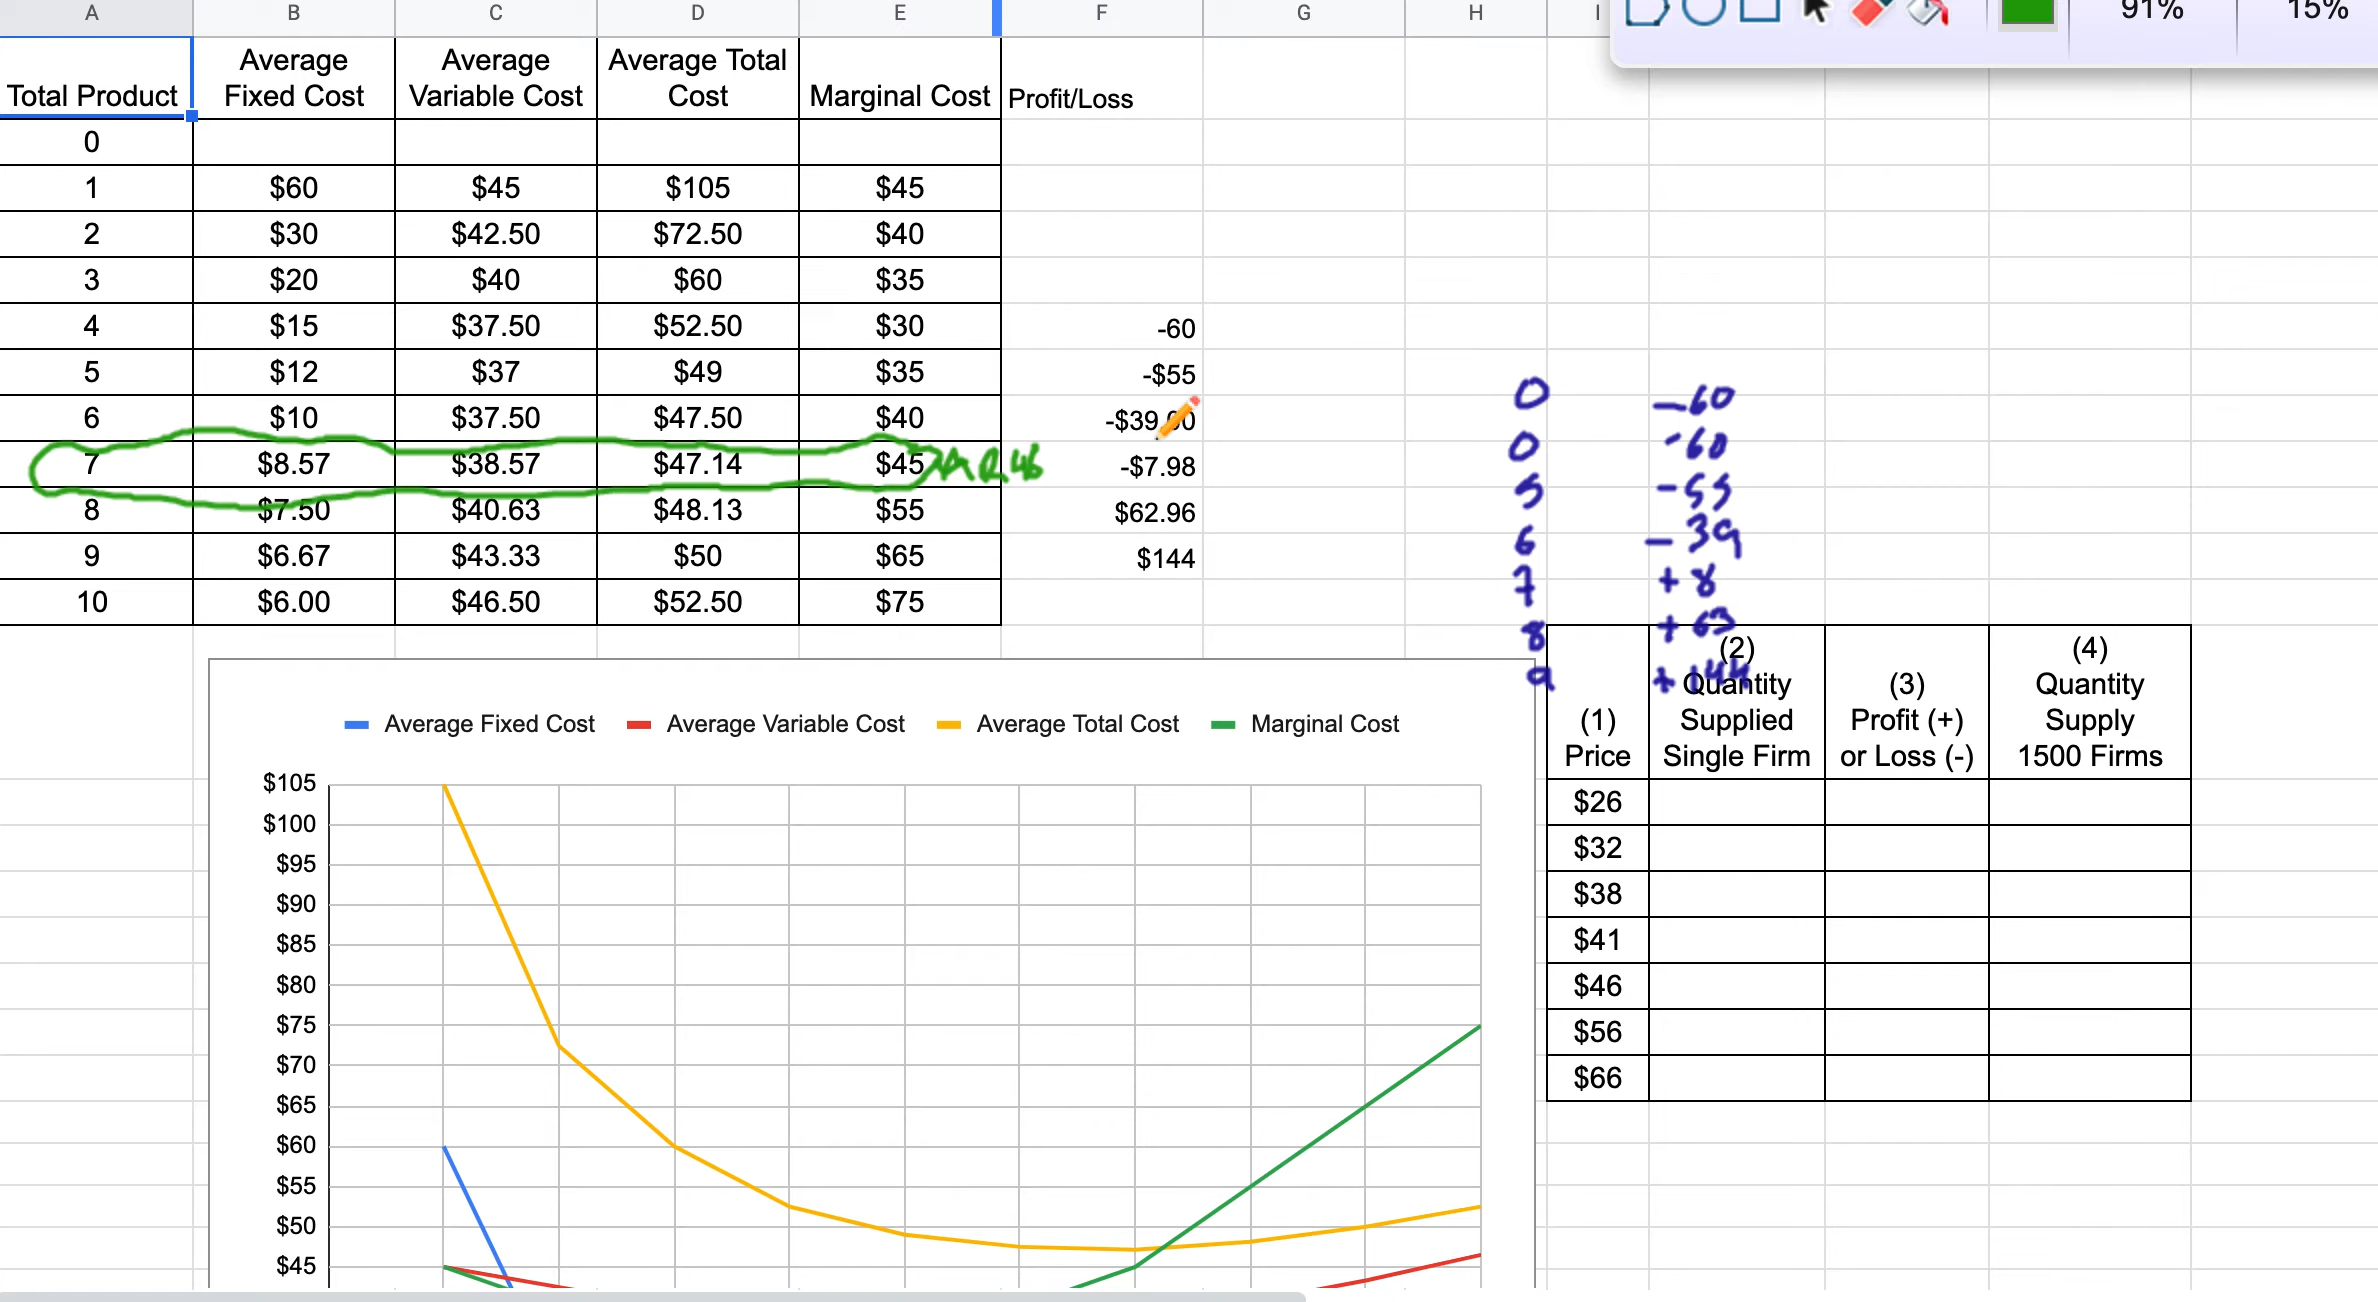 A B C D E F G H I
91% 15%
Total Product Average Fixed Cost Average Variable Cost Average Total Cost Marginal Cost Profit/Loss
0
1 $60 $45 $105 $45
2 $30 $42.50 $72.50 $40
3 $20 $40 $60 $35
4 $15 $37.50 $52.50 $30 -60
5 $12 $37 $49 $35 -$55
6 $10 $37.50 $47.50 $40 -$39.00
7 $8.57 $38.57 $47.14 $45 MR 46 -$7.98
8 $7.50 $40.63 $48.13 $55 $62.96
9 $6.67 $43.33 $50 $65 $144
10 $6.00 $46.50 $52.50 $75
0 -60
0 -60
5 -55
6 -39
7 +8
8 +63
9 +144
(1) Price (2) Quantity Supplied Single Firm (3) Profit (+) or Loss (-) (4) Quantity Supply 1500 Firms
$26
$32
$38
$41
$46
$56
$66
Average Fixed Cost Average Variable Cost Average Total Cost Marginal Cost
$105
$100
$95
$90
$85
$80
$75
$70
$65
$60
$55
$50
$45